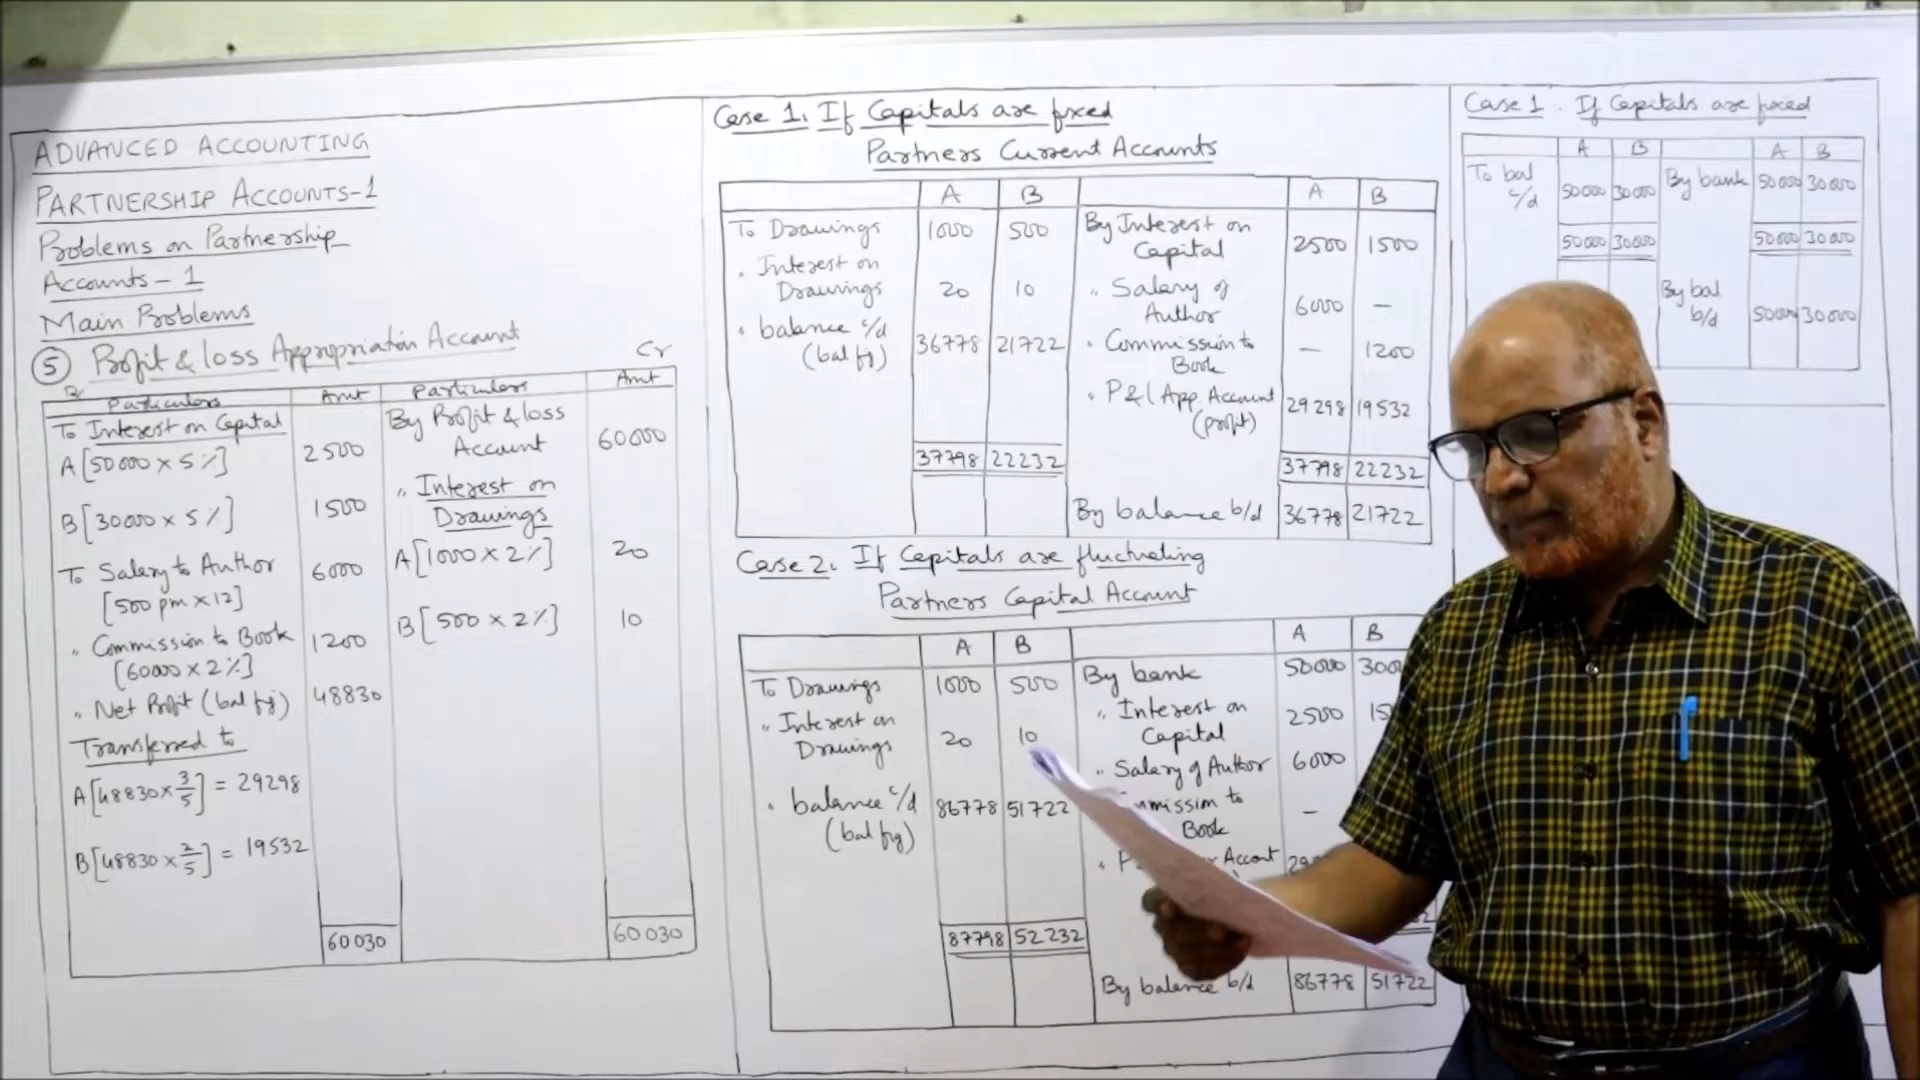 ADVANCED ACCOUNTING
PARTNERSHIP ACCOUNTS-1
Problems on Partnership
Accounts - 1
Main Problems
⑤ Profit & loss Appropriation Account
Dr Cr
Particulars Amt Particulars Amt
To Interest on Capital By Profit & loss
A [50000 × 5%] 2500 Account 60000
" Interest on
B [30000 × 5%] 1500 Drawings
To Salary to Author 6000 A [1000 × 2%] 20
[500 pm × 12]
" Commission to Book 1200 B [500 × 2%] 10
[60000 × 2%]
" Net Profit (bal fig) 48830
Transferred to
A [48830 × 3/5] = 29298
B [48830 × 2/5] = 19532
60030 60030
Case 1. If Capitals are fixed
Partners Current Accounts
A B A B
To Drawings 1000 500 By Interest on
Capital 2500 1500
" Interest on
Drawings 20 10 " Salary of
Author 6000 —
" balance c/d 36778 21722 " Commission to — 1200
(bal fig) Book
" P & L App. Account 29298 19532
(profit)
37798 22232 37798 22232
By balance b/d 36778 21722
Case 2. If Capitals are fluctuating
Partners Capital Account
A B A B
To Drawings 1000 500 By bank 50000 300
" Interest on " Interest on 2500 15
Drawings 20 10 Capital
" Salary of Author 6000
" balance c/d 86778 51722 mmission to —
(bal fig) Book
Accont 29
87798 52232
By balance b/d 86778 51722
Case 1. If Capitals are fixed
A B A B
To bal 50000 30000 By bank 50000 30000
c/d
50000 30000 50000 30000
By bal
b/d 50000 30000